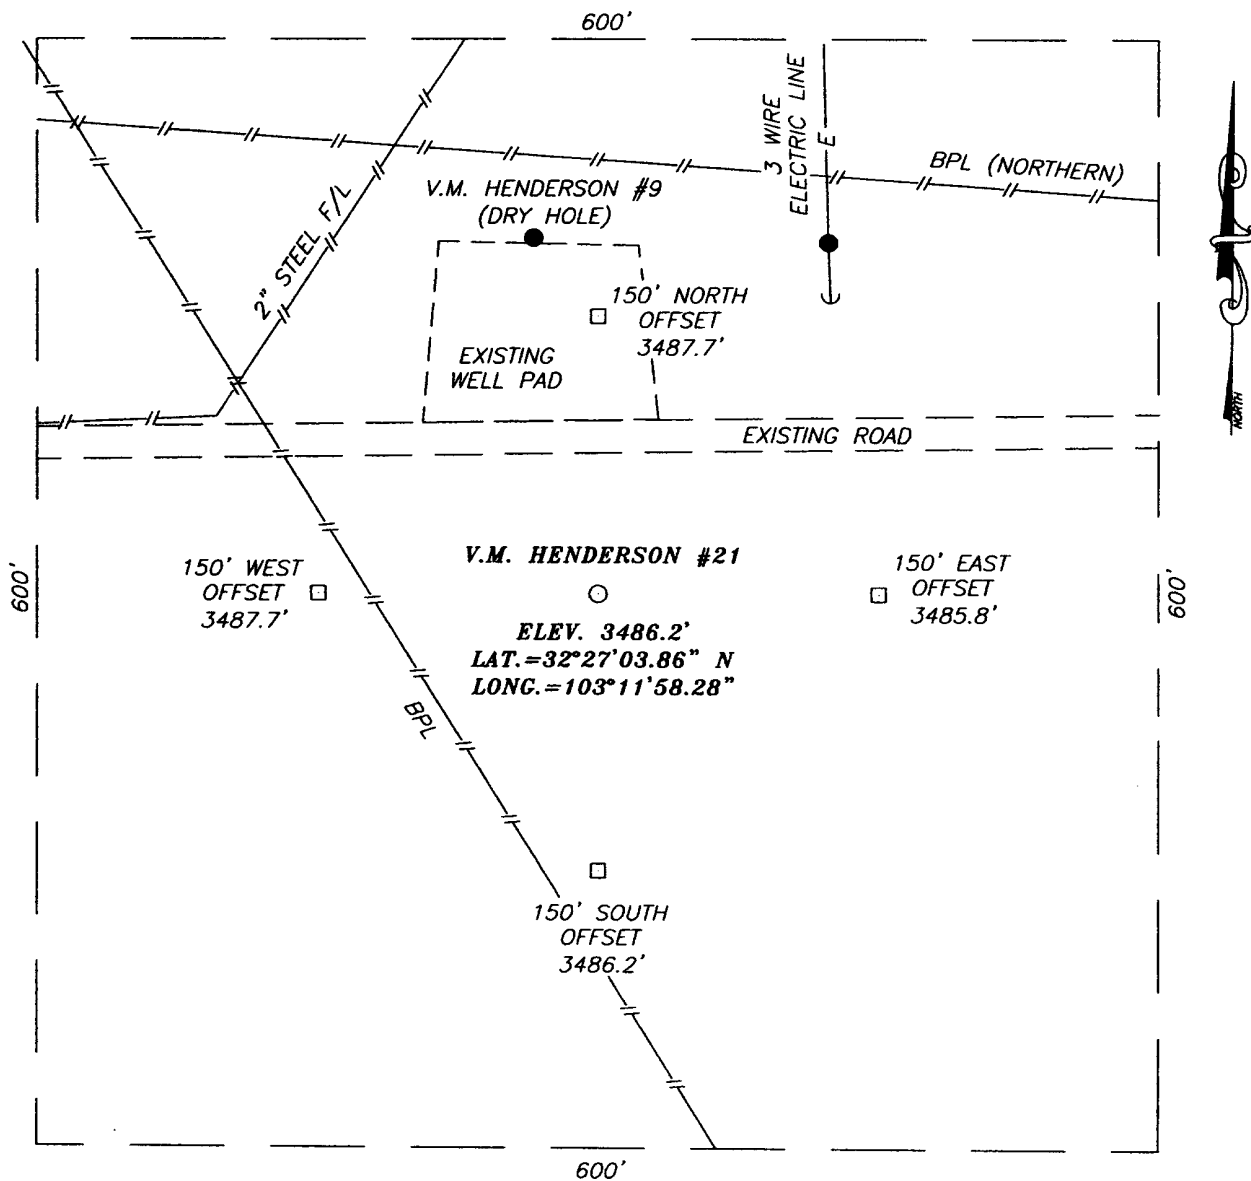 600'
3 WIRE
ELECTRIC LINE
E
BPL (NORTHERN)
V.M. HENDERSON #9
(DRY HOLE)
2" STEEL F/L
150' NORTH
OFFSET
3487.7'
EXISTING
WELL PAD
NORTH
EXISTING ROAD
600'
150' WEST
OFFSET
3487.7'
V.M. HENDERSON #21
ELEV. 3486.2'
LAT.=32°27'03.86" N
LONG.=103°11'58.28"
150' EAST
OFFSET
3485.8'
600'
BPL
150' SOUTH
OFFSET
3486.2'
600'